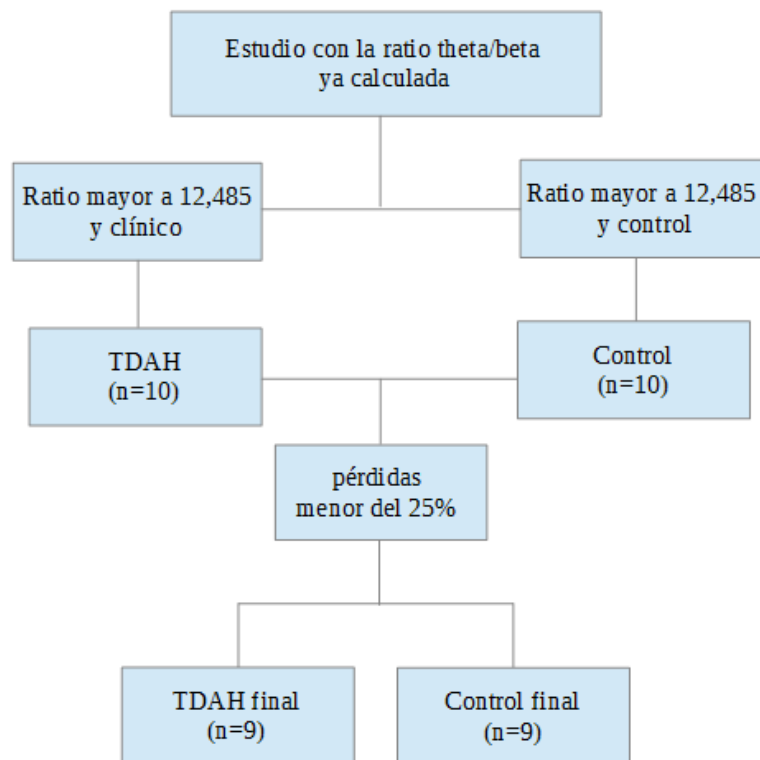 Estudio con la ratio theta/beta
ya calculada
Ratio mayor a 12,485
y clínico
Ratio mayor a 12,485
y control
TDAH
(n=10)
Control
(n=10)
pérdidas
menor del 25%
TDAH final
(n=9)
Control final
(n=9)